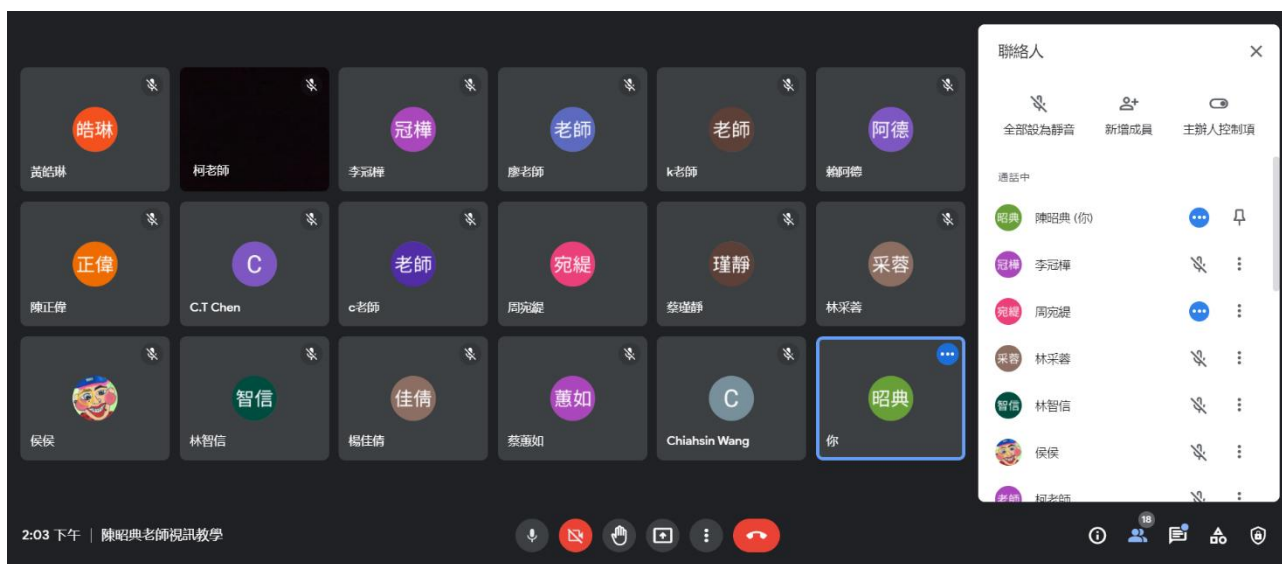 皓琳
黃皓琳
柯老師
冠樺
李冠樺
老師
廖老師
老師
k老師
阿德
賴阿德
正偉
陳正偉
C
C.T Chen
老師
c老師
宛緹
周宛緹
瑾靜
蔡瑾靜
采蓉
林采蓉
侯侯
智信
林智信
佳倩
楊佳倩
蕙如
蔡蕙如
C
Chiahsin Wang
昭典
你
聯絡人
全部設為靜音 新增成員 主辦人控制項
通話中
昭典 陳昭典 (你)
冠樺 李冠樺
宛緹 周宛緹
采蓉 林采蓉
智信 林智信
侯侯
老師 柯老師
2:03 下午 | 陳昭典老師視訊教學
18